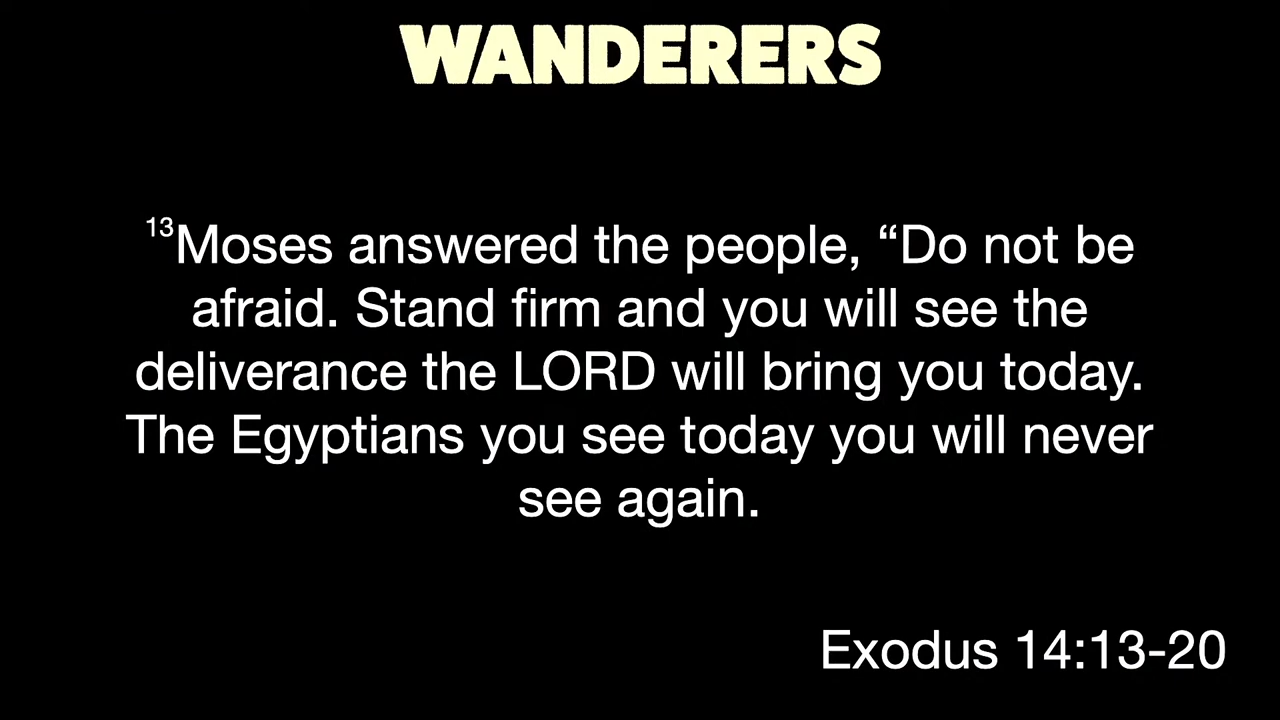 WANDERERS
¹³Moses answered the people, “Do not be
afraid. Stand firm and you will see the
deliverance the LORD will bring you today.
The Egyptians you see today you will never
see again.
Exodus 14:13-20